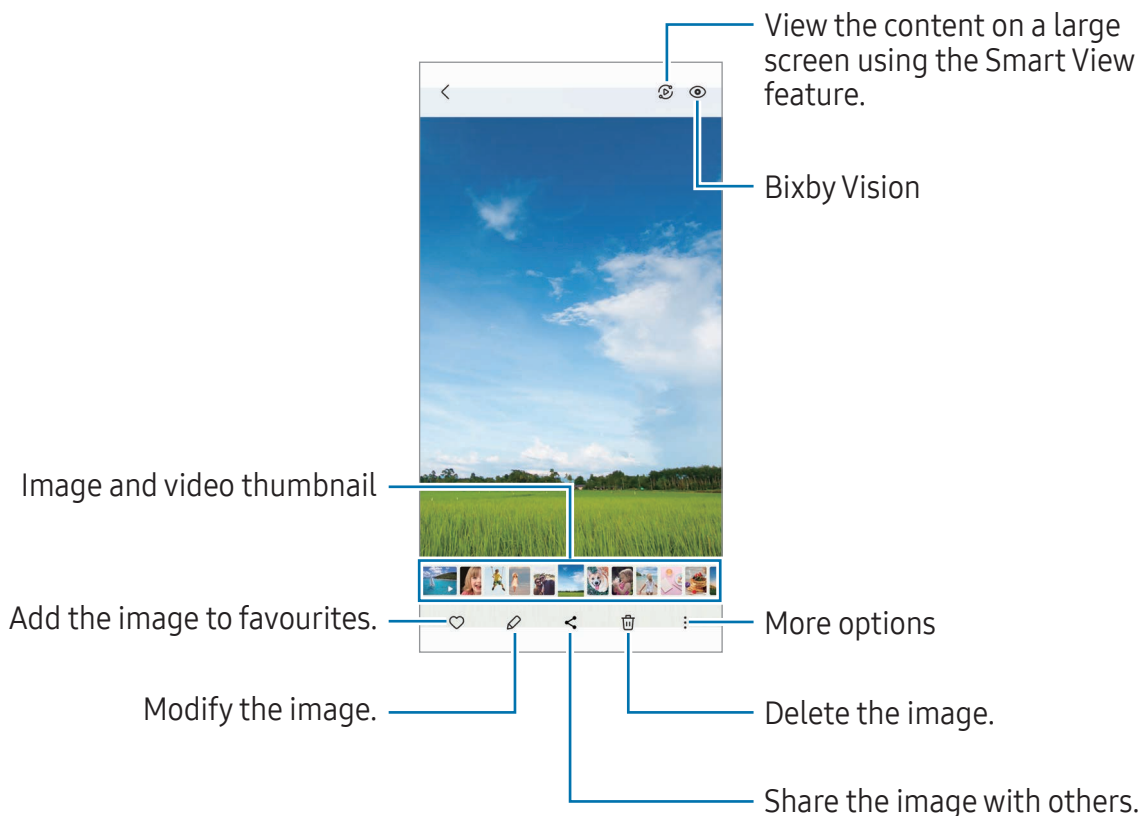 View the content on a large
screen using the Smart View
feature.
Bixby Vision
Image and video thumbnail
Add the image to favourites.
More options
Modify the image.
Delete the image.
Share the image with others.